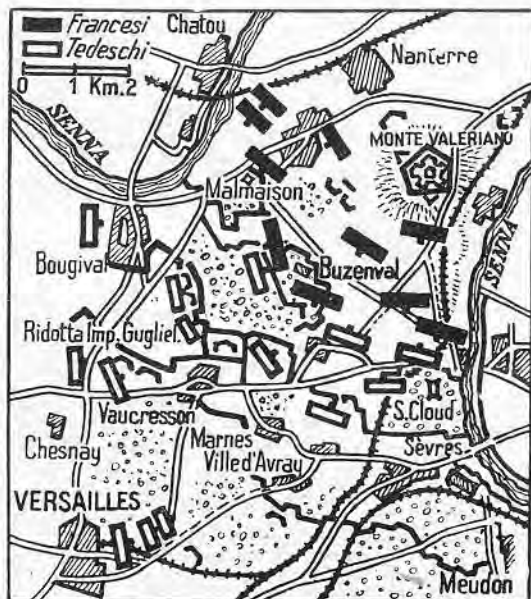 Francesi
Tedeschi
0 1 Km.2
Chatou
Nanterre
SENNA
MONTE VALERIANO
Malmaison
SENNA
Bougival
Buzenval
Ridotta Imp. Gugliel.
Vaucresson
S. Cloud
Chesnay
Marnes
Sèvres
Ville d'Avray
VERSAILLES
Meudon